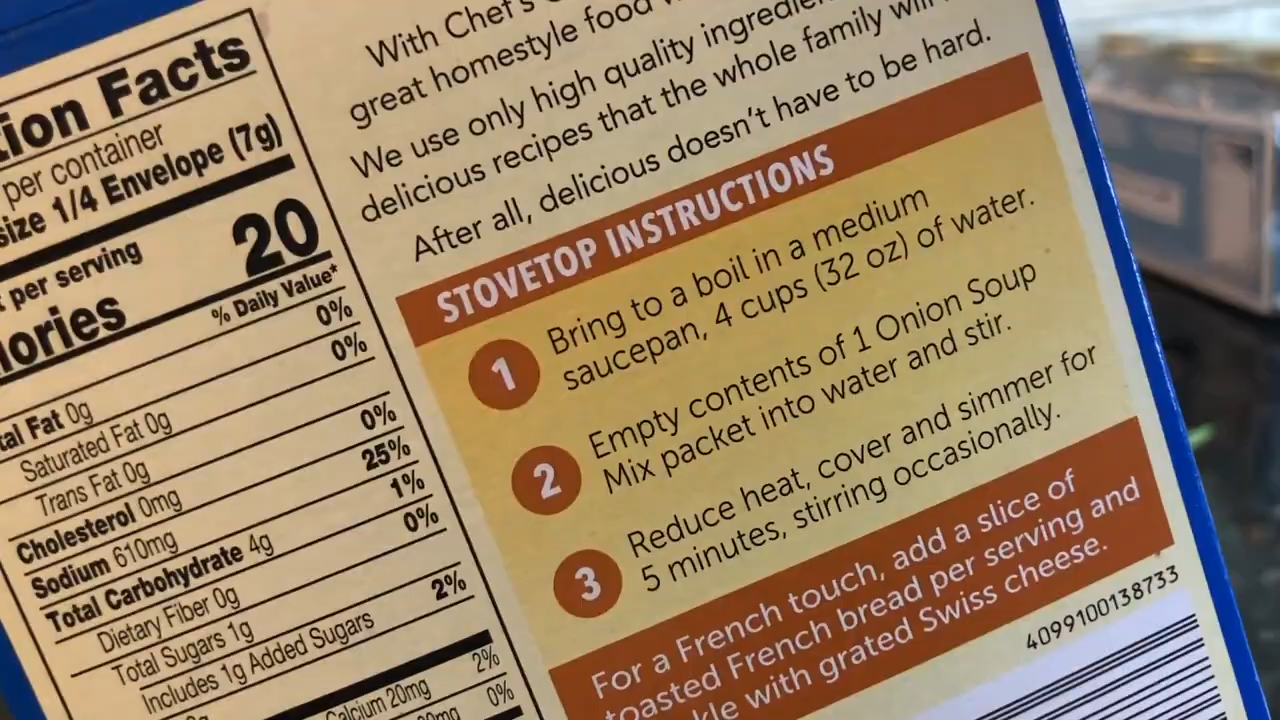 tion Facts
per container
size 1/4 Envelope (7g)
per serving
lories 20
% Daily Value*
tal Fat 0g 0%
Saturated Fat 0g 0%
Trans Fat 0g
Cholesterol 0mg 0%
Sodium 610mg 25%
Total Carbohydrate 4g 1%
Dietary Fiber 0g 0%
Total Sugars 1g
Includes 1g Added Sugars 2%
Calcium 20mg 2%
0%
With Chef's
great homestyle food
We use only high quality
delicious recipes that the whole family
After all, delicious doesn't have to be hard.
STOVETOP INSTRUCTIONS
1 Bring to a boil in a medium
saucepan, 4 cups (32 oz) of water.
2 Empty contents of 1 Onion Soup
Mix packet into water and stir.
3 Reduce heat, cover and simmer for
5 minutes, stirring occasionally.
For a French touch, add a slice of
toasted French bread per serving and
kle with grated Swiss cheese.
4099100138733